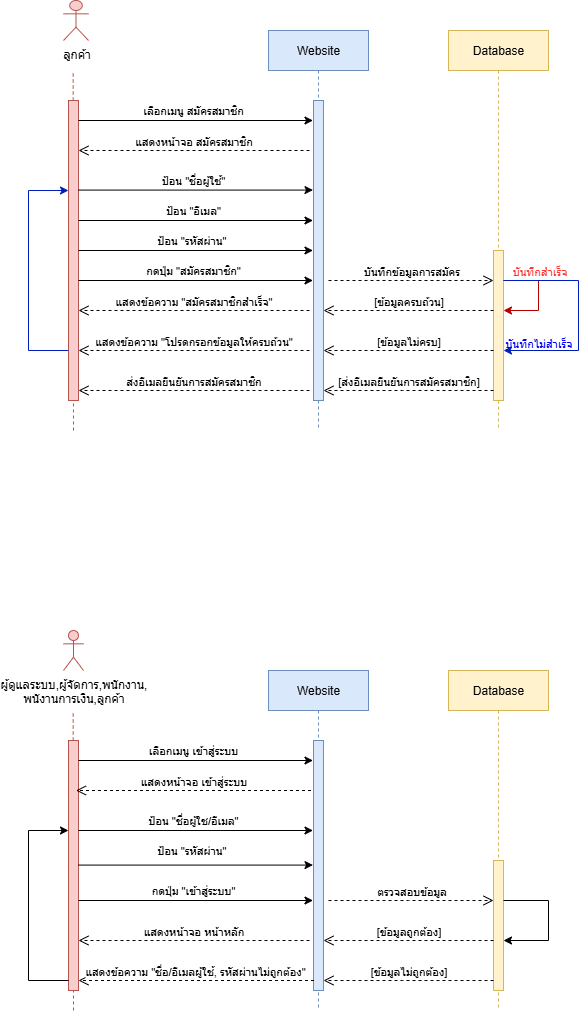 ลูกค้า
Website
Database
เลือกเมนู สมัครสมาชิก
แสดงหน้าจอ สมัครสมาชิก
ป้อน "ชื่อผู้ใช้"
ป้อน "อีเมล"
ป้อน "รหัสผ่าน"
กดปุ่ม "สมัครสมาชิก"
บันทึกข้อมูลการสมัคร
บันทึกสำเร็จ
แสดงข้อความ "สมัครสมาชิกสำเร็จ"
[ข้อมูลครบถ้วน]
แสดงข้อความ "โปรดกรอกข้อมูลให้ครบถ้วน"
[ข้อมูลไม่ครบ]
บันทึกไม่สำเร็จ
ส่งอีเมลยืนยันการสมัครสมาชิก
[ส่งอีเมลยืนยันการสมัครสมาชิก]
ผู้ดูแลระบบ,ผู้จัดการ,พนักงาน,
พนังานการเงิน,ลูกค้า
Website
Database
เลือกเมนู เข้าสู่ระบบ
แสดงหน้าจอ เข้าสู่ระบบ
ป้อน "ชื่อผู้ใช้/อีเมล"
ป้อน "รหัสผ่าน"
กดปุ่ม "เข้าสู่ระบบ"
ตรวจสอบข้อมูล
แสดงหน้าจอ หน้าหลัก
[ข้อมูลถูกต้อง]
แสดงข้อความ "ชื่อ/อีเมลผู้ใช้, รหัสผ่านไม่ถูกต้อง"
[ข้อมูลไม่ถูกต้อง]